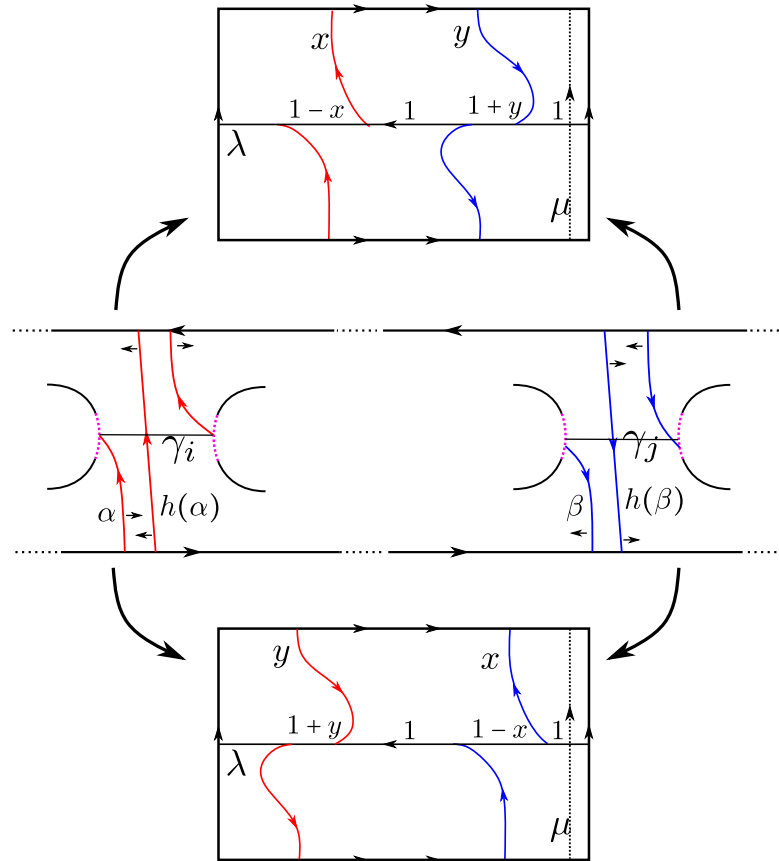 x y
1 − x 1 1 + y 1
λ
μ
γi γj
α h(α) β h(β)
y x
1 + y 1 1 − x 1
λ
μ